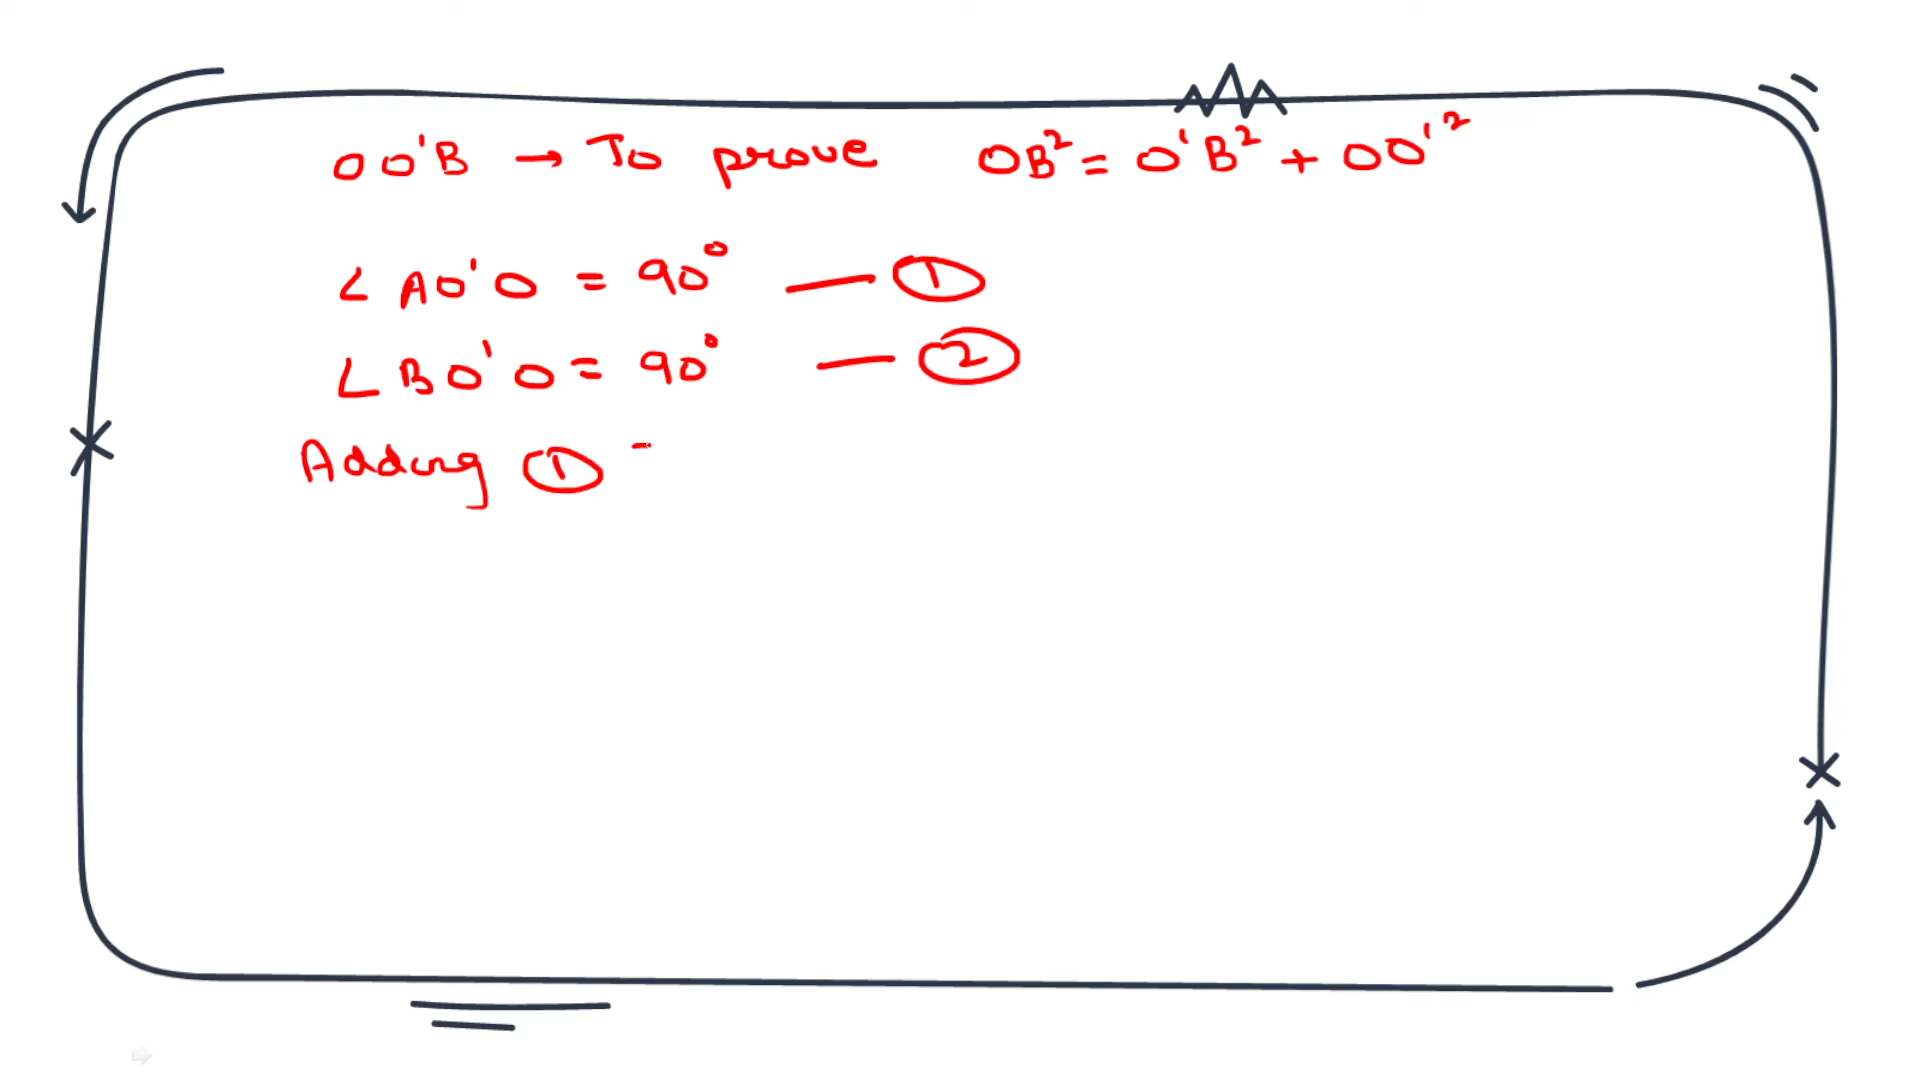 OO'B → To prove OB² = O'B² + OO'²
∠AO'O = 90° — ①
∠BO'O = 90° — ②
Adding ①